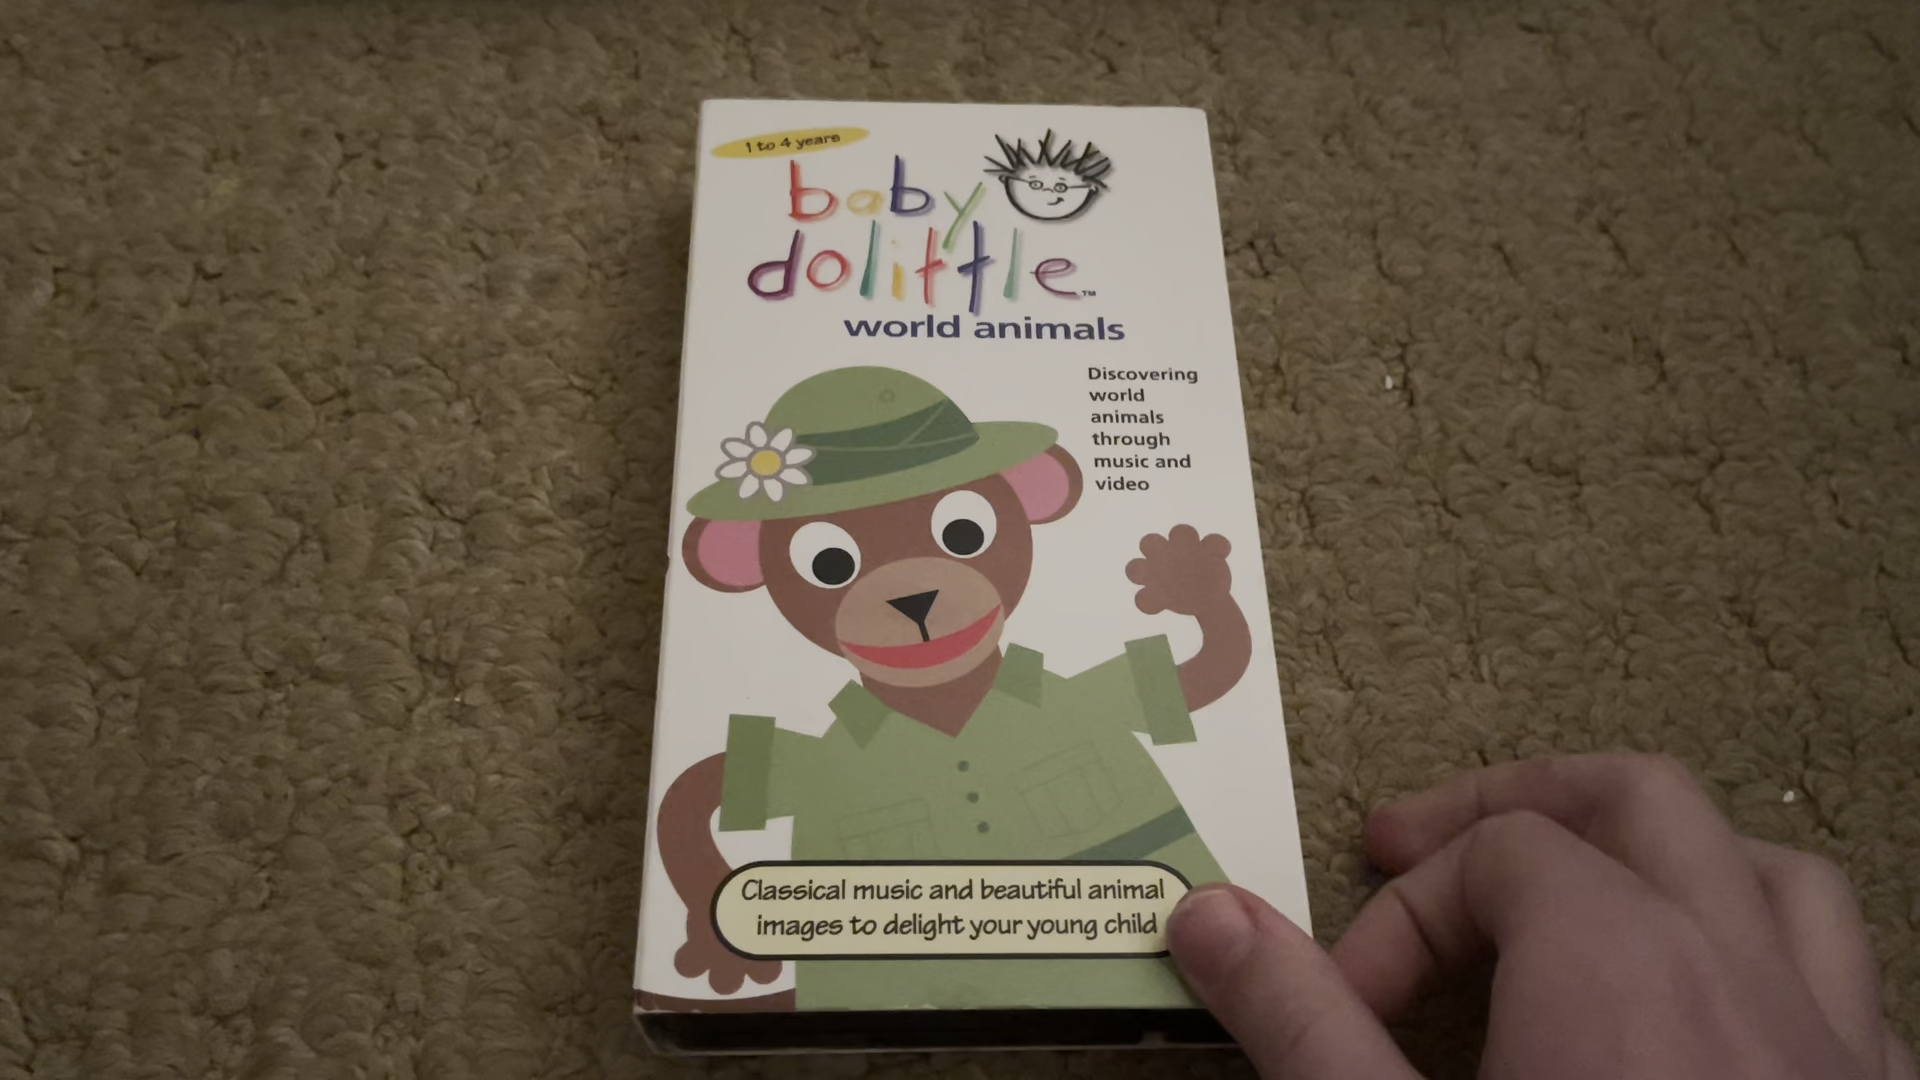 1 to 4 years
baby
dolittle™
world animals
Discovering
world
animals
through
music and
video
Classical music and beautiful animal
images to delight your young child